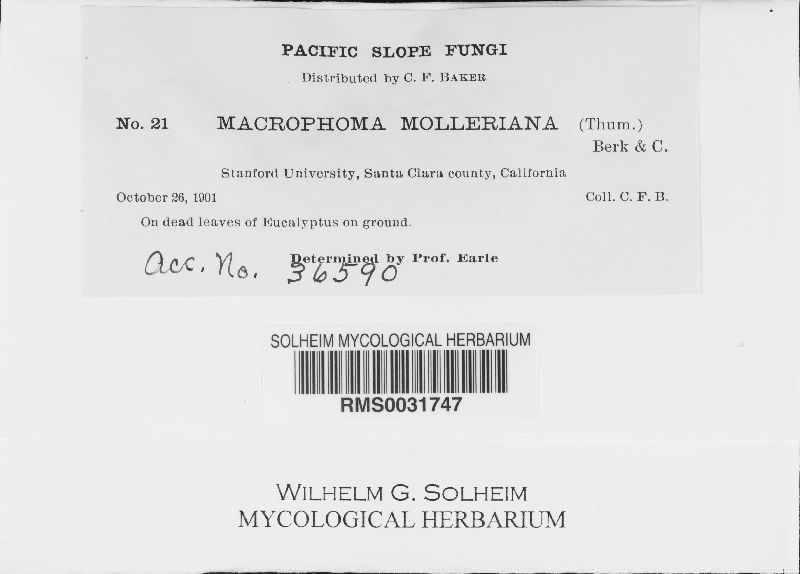 PACIFIC SLOPE FUNGI
Distributed by C. F. BAKER
No. 21 MACROPHOMA MOLLERIANA (Thum.)
Berk & C.
Stanford University, Santa Clara county, California
October 26, 1901 Coll. C. F. B.
On dead leaves of Eucalyptus on ground.
Determined by Prof. Earle
Acc. No. 36590
SOLHEIM MYCOLOGICAL HERBARIUM
RMS0031747
WILHELM G. SOLHEIM
MYCOLOGICAL HERBARIUM